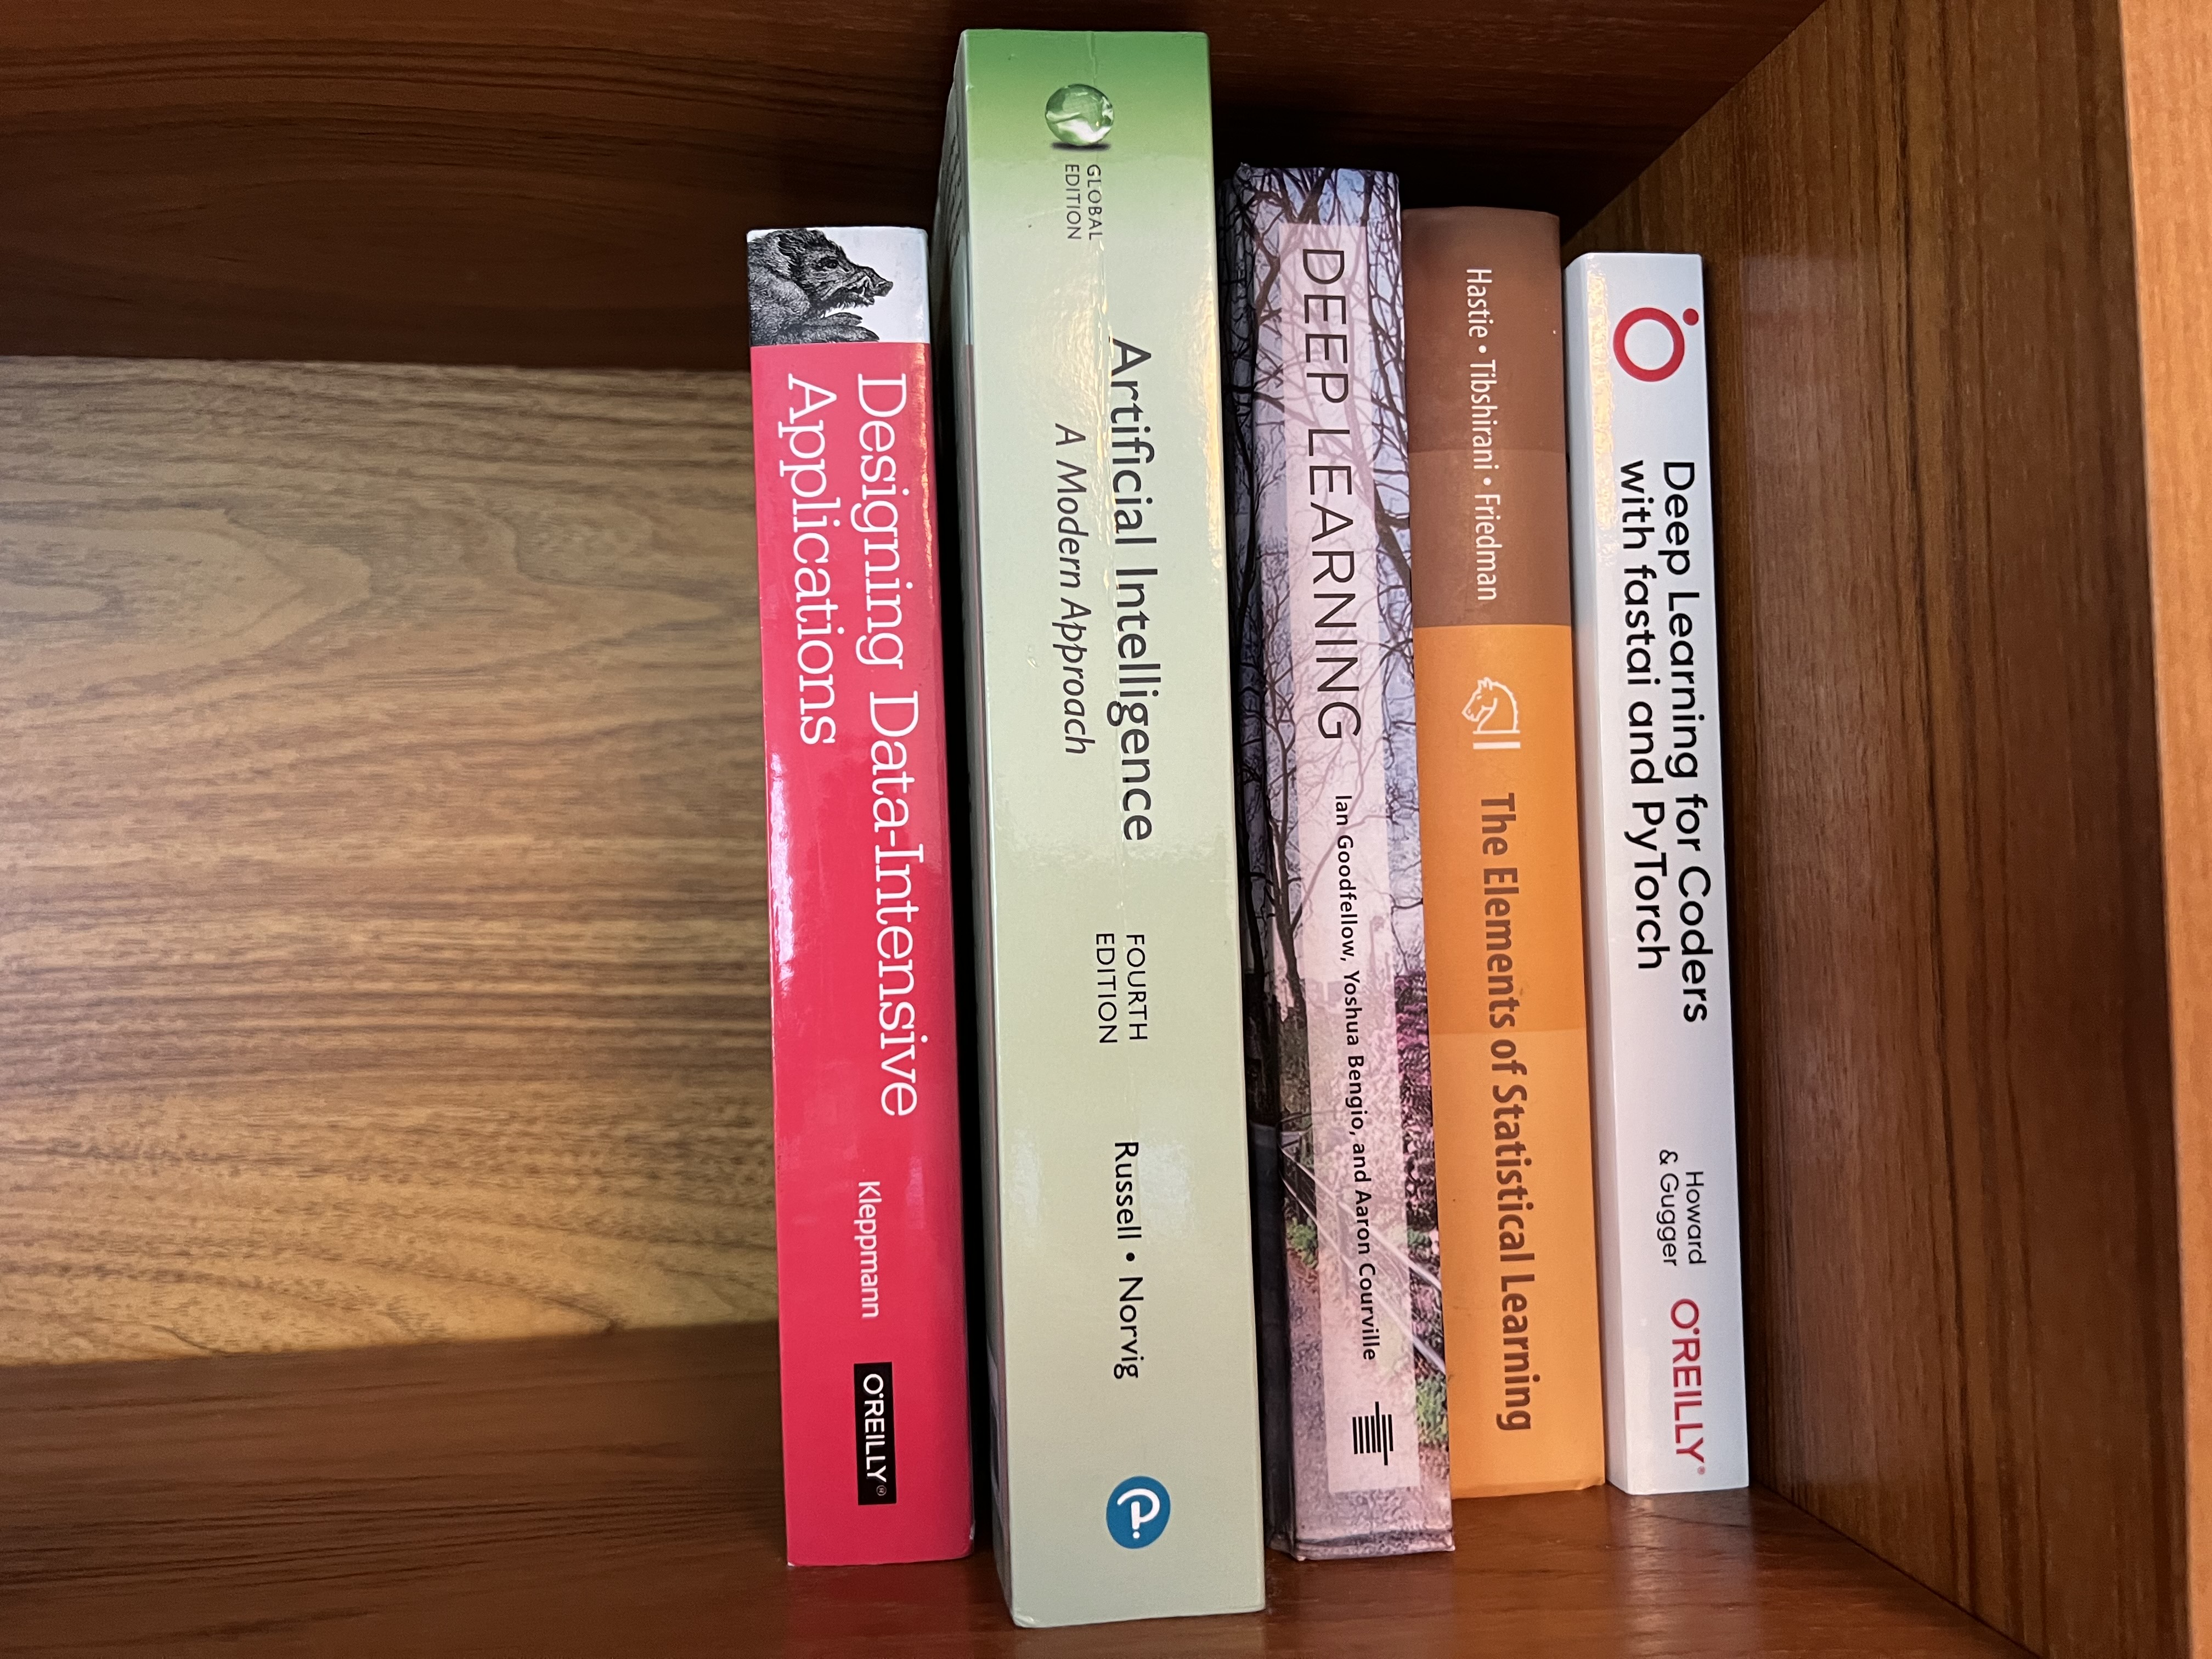 Designing Data-Intensive
Applications
Kleppmann
O'REILLY®
GLOBAL
EDITION
Artificial Intelligence
A Modern Approach
FOURTH
EDITION
Russell • Norvig
DEEP LEARNING
Ian Goodfellow, Yoshua Bengio, and Aaron Courville
Hastie • Tibshirani • Friedman
The Elements of Statistical Learning
Deep Learning for Coders
with fastai and PyTorch
Howard
& Gugger
O'REILLY®